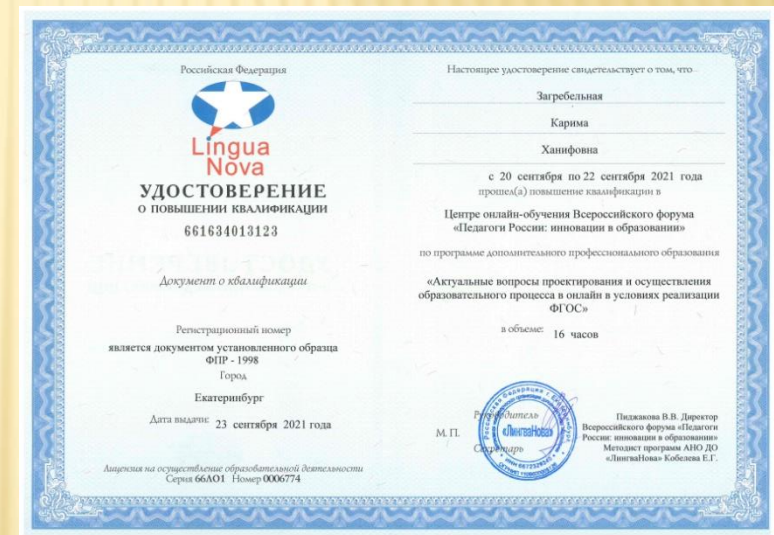 Российская Федерация
Lingua
Nova
УДОСТОВЕРЕНИЕ
О ПОВЫШЕНИИ КВАЛИФИКАЦИИ
661634013123
Документ о квалификации
Регистрационный номер
является документом установленного образца
ФПР - 1998
Город
Екатеринбург
Дата выдачи: 23 сентября 2021 года
Лицензия на осуществление образовательной деятельности
Серия 66ЛО1 Номер 0006774
Настоящее удостоверение свидетельствует о том, что
Загребельная
Карима
Ханифовна
с 20 сентября по 22 сентября 2021 года
прошел(а) повышение квалификации в
Центре онлайн-обучения Всероссийского форума
«Педагоги России: инновации в образовании»
по программе дополнительного профессионального образования
«Актуальные вопросы проектирования и осуществления
образовательного процесса в онлайн в условиях реализации
ФГОС»
в объеме: 16 часов
Руководитель
М. П.
Секретарь
«ЛингваНова»
Пиджакова В.В. Директор
Всероссийского форума «Педагоги
России: инновации в образовании»
Методист программ АНО ДО
«ЛингваНова» Кобелева Е.Г.